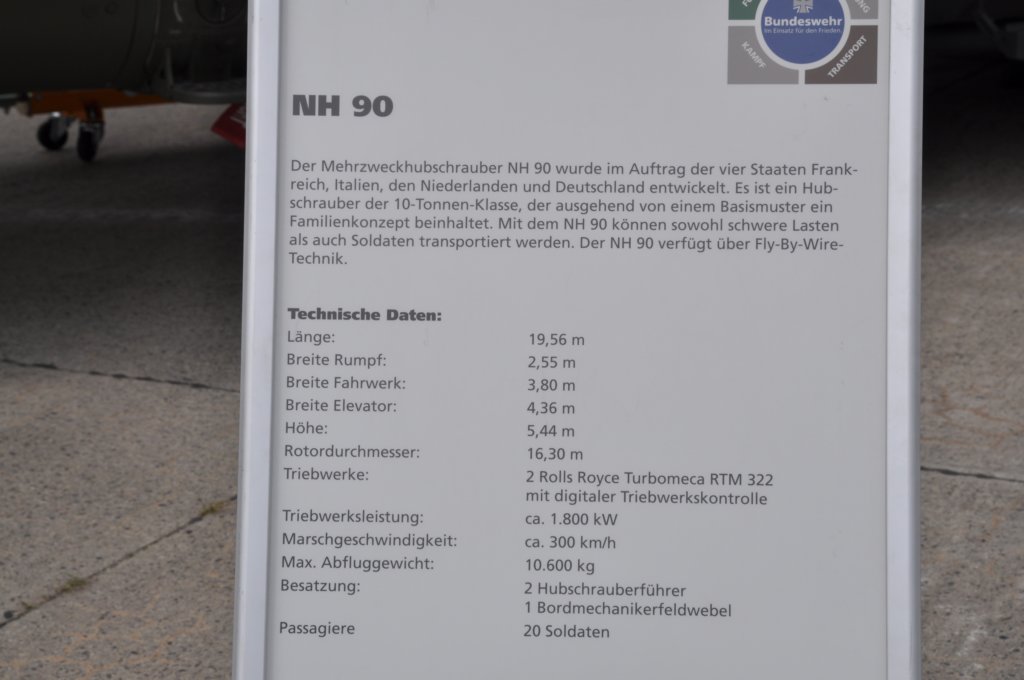 Bundeswehr
Im Einsatz für den Frieden.
KAMPF
TRANSPORT
NH 90
Der Mehrzweckhubschrauber NH 90 wurde im Auftrag der vier Staaten Frank-
reich, Italien, den Niederlanden und Deutschland entwickelt. Es ist ein Hub-
schrauber der 10-Tonnen-Klasse, der ausgehend von einem Basismuster ein
Familienkonzept beinhaltet. Mit dem NH 90 können sowohl schwere Lasten
als auch Soldaten transportiert werden. Der NH 90 verfügt über Fly-By-Wire-
Technik.
Technische Daten:
Länge: 19,56 m
Breite Rumpf: 2,55 m
Breite Fahrwerk: 3,80 m
Breite Elevator: 4,36 m
Höhe: 5,44 m
Rotordurchmesser: 16,30 m
Triebwerke: 2 Rolls Royce Turbomeca RTM 322
mit digitaler Triebwerkskontrolle
Triebwerksleistung: ca. 1.800 kW
Marschgeschwindigkeit: ca. 300 km/h
Max. Abfluggewicht: 10.600 kg
Besatzung: 2 Hubschrauberführer
1 Bordmechanikerfeldwebel
Passagiere 20 Soldaten